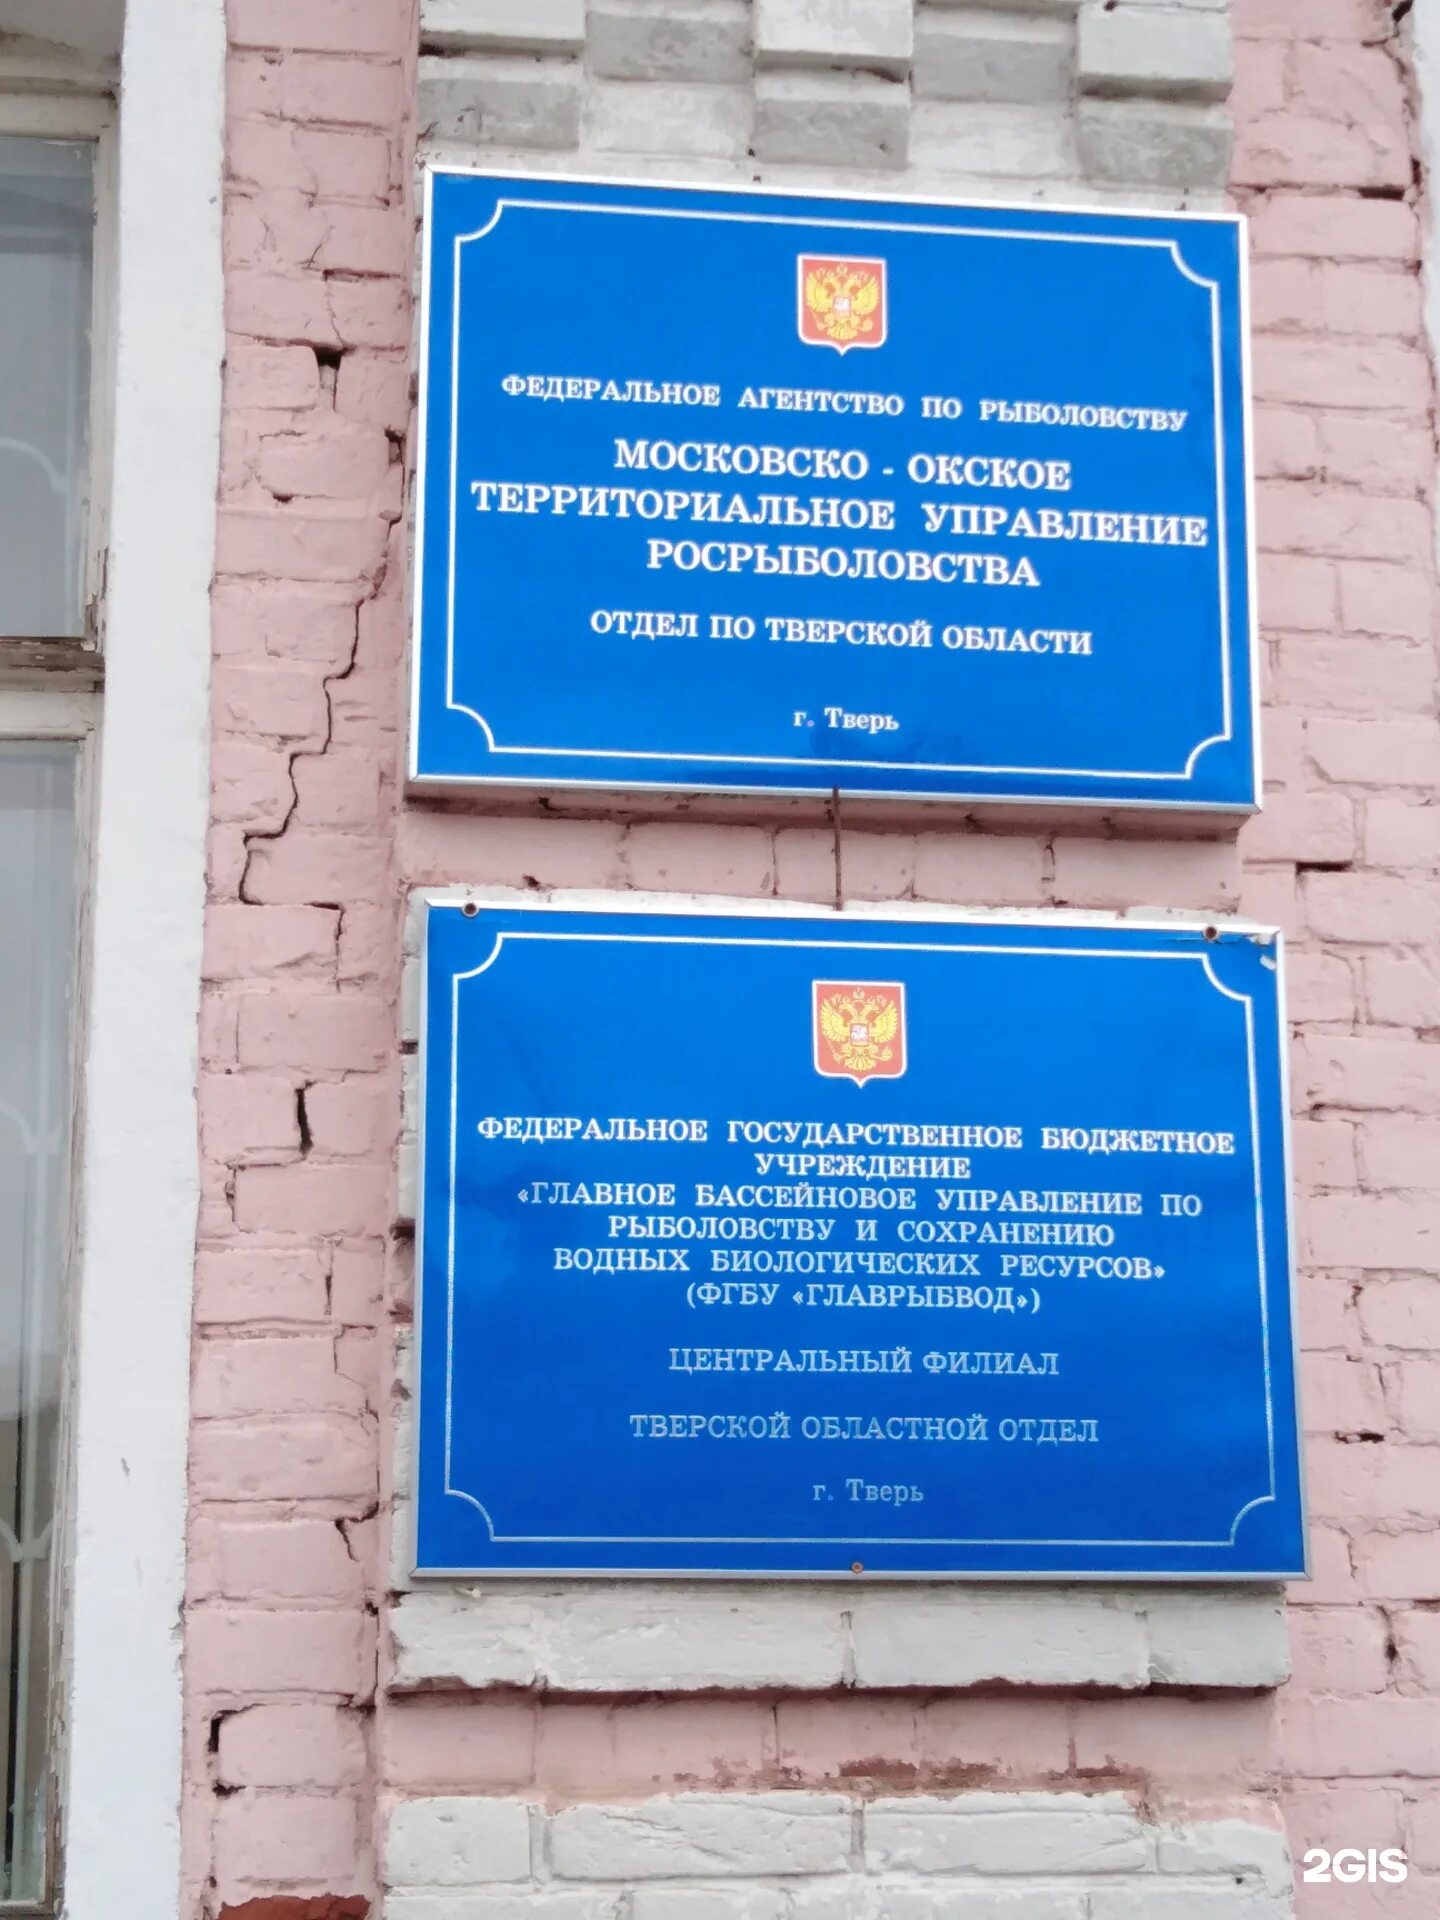 ФЕДЕРАЛЬНОЕ АГЕНТСТВО ПО РЫБОЛОВСТВУ
МОСКОВСКО - ОКСКОЕ
ТЕРРИТОРИАЛЬНОЕ УПРАВЛЕНИЕ
РОСРЫБОЛОВСТВА
ОТДЕЛ ПО ТВЕРСКОЙ ОБЛАСТИ
г. Тверь
ФЕДЕРАЛЬНОЕ ГОСУДАРСТВЕННОЕ БЮДЖЕТНОЕ
УЧРЕЖДЕНИЕ
«ГЛАВНОЕ БАССЕЙНОВОЕ УПРАВЛЕНИЕ ПО
РЫБОЛОВСТВУ И СОХРАНЕНИЮ
ВОДНЫХ БИОЛОГИЧЕСКИХ РЕСУРСОВ»
(ФГБУ «ГЛАВРЫБВОД»)
ЦЕНТРАЛЬНЫЙ ФИЛИАЛ
ТВЕРСКОЙ ОБЛАСТНОЙ ОТДЕЛ
г. Тверь
2GIS